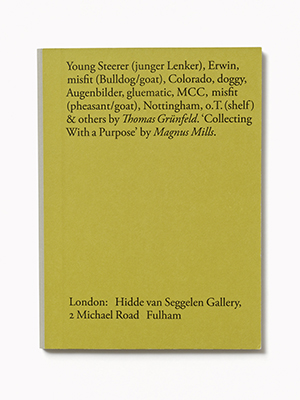 Young Steerer (junger Lenker), Erwin,
misfit (Bulldog/goat), Colorado, doggy,
Augenbilder, gluematic, MCC, misfit
(pheasant/goat), Nottingham, o.T. (shelf)
& others by Thomas Grünfeld. ‘Collecting
With a Purpose’ by Magnus Mills.
London: Hidde van Seggelen Gallery,
2 Michael Road Fulham